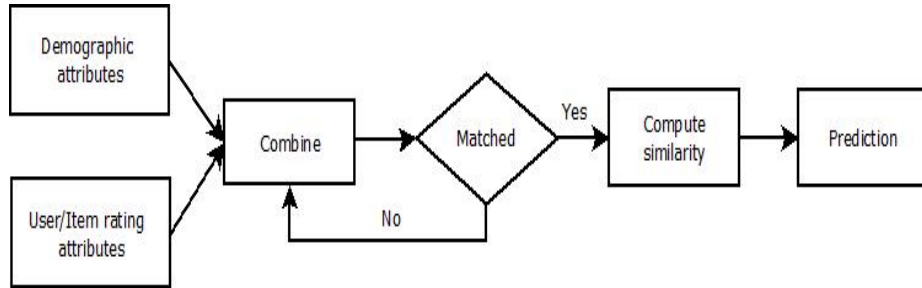 Demographic
attributes
User/Item rating
attributes
Combine
Matched
Yes
No
Compute
similarity
Prediction